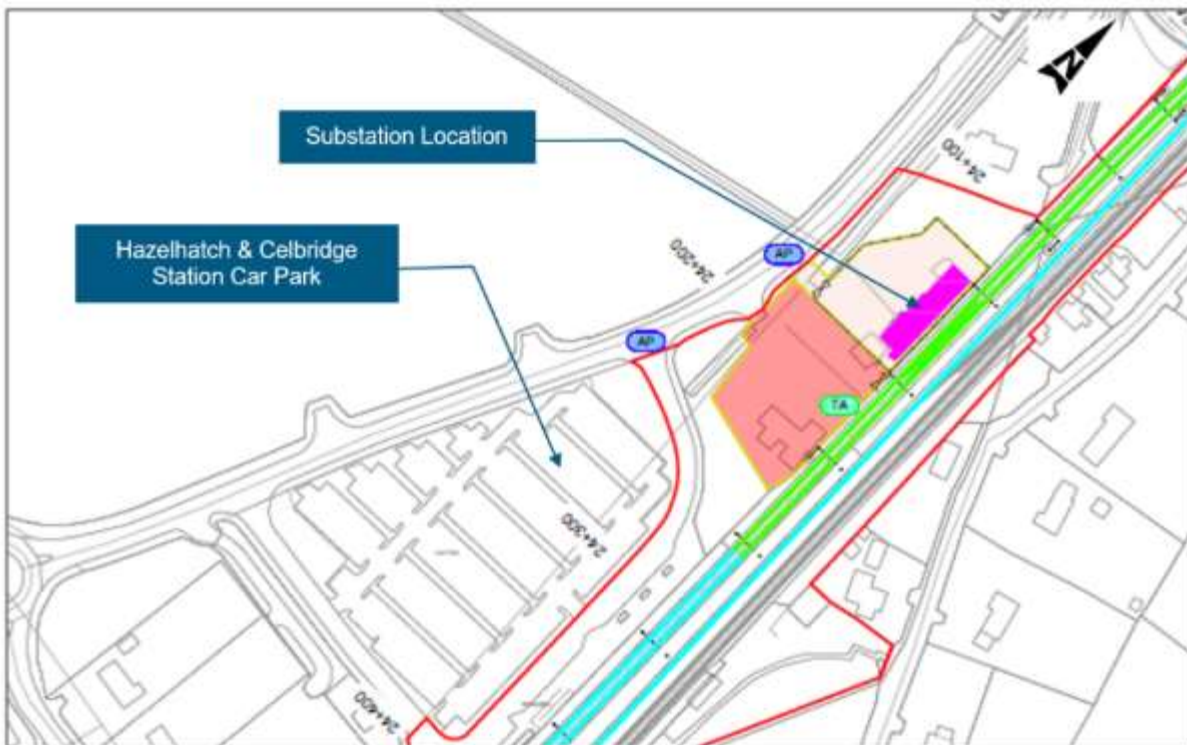 N
Substation Location
24+100
Hazelhatch & Celbridge
Station Car Park
24+200
AP
AP
TA
24+300
24+400